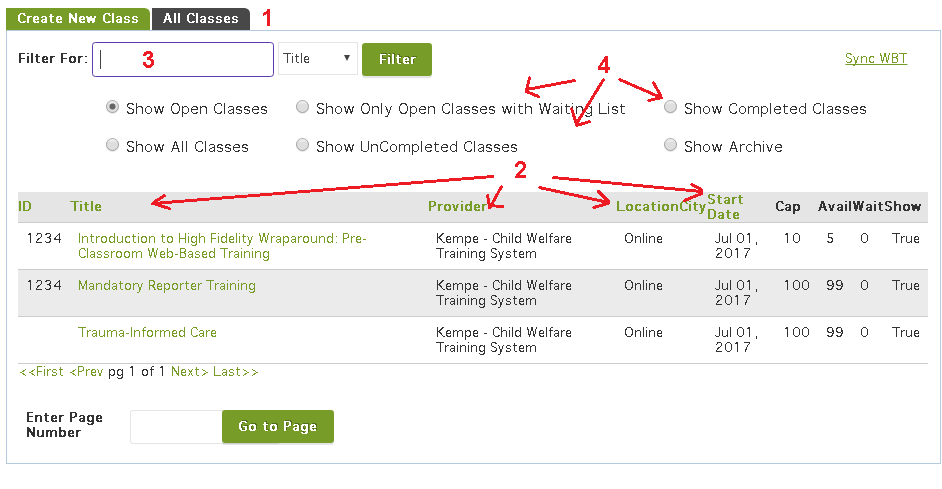 Create New Class All Classes 1
Filter For: 3 Title Filter Sync WBT
4
Show Open Classes Show Only Open Classes with Waiting List Show Completed Classes
Show All Classes Show UnCompleted Classes Show Archive
2
ID Title Provider Location City Start Date Cap Avail Wait Show
1234 Introduction to High Fidelity Wraparound: Pre- Kempe - Child Welfare Online Jul 01, 10 5 0 True
Classroom Web-Based Training Training System 2017
1234 Mandatory Reporter Training Kempe - Child Welfare Online Jul 01, 100 99 0 True
Training System 2017
Trauma-Informed Care Kempe - Child Welfare Online Jul 01, 100 99 0 True
Training System 2017
<<First <Prev pg 1 of 1 Next> Last>>
Enter Page
Number Go to Page